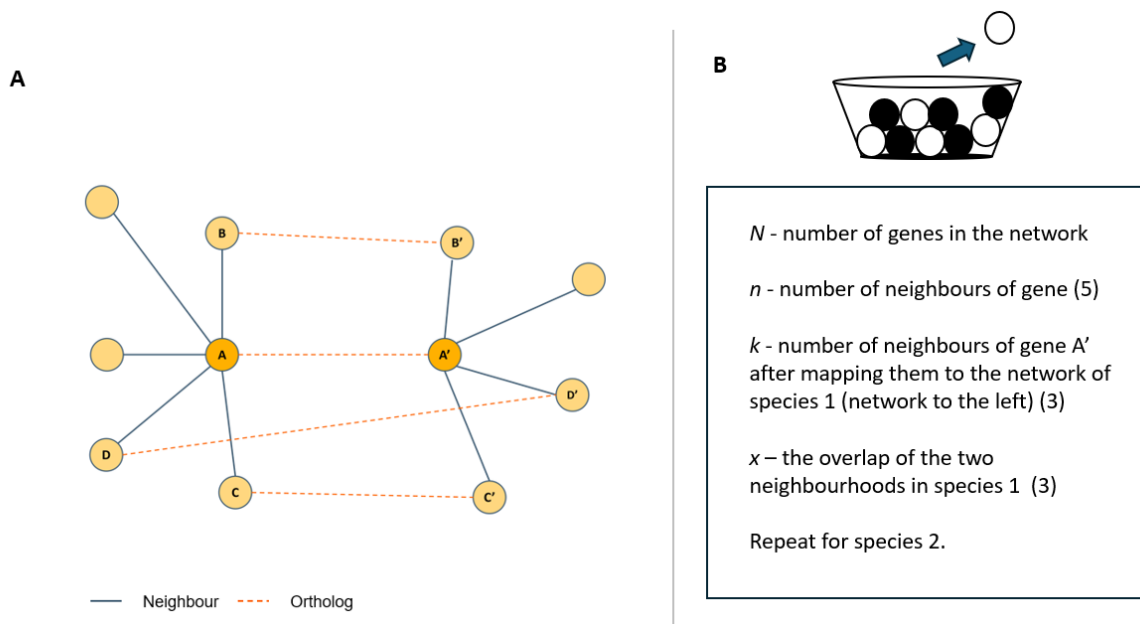 A
B
B
B'
A
A'
D'
D
C
C'
Neighbour
Ortholog
N - number of genes in the network
n - number of neighbours of gene (5)
k - number of neighbours of gene A’
after mapping them to the network of
species 1 (network to the left) (3)
x – the overlap of the two
neighbourhoods in species 1 (3)
Repeat for species 2.